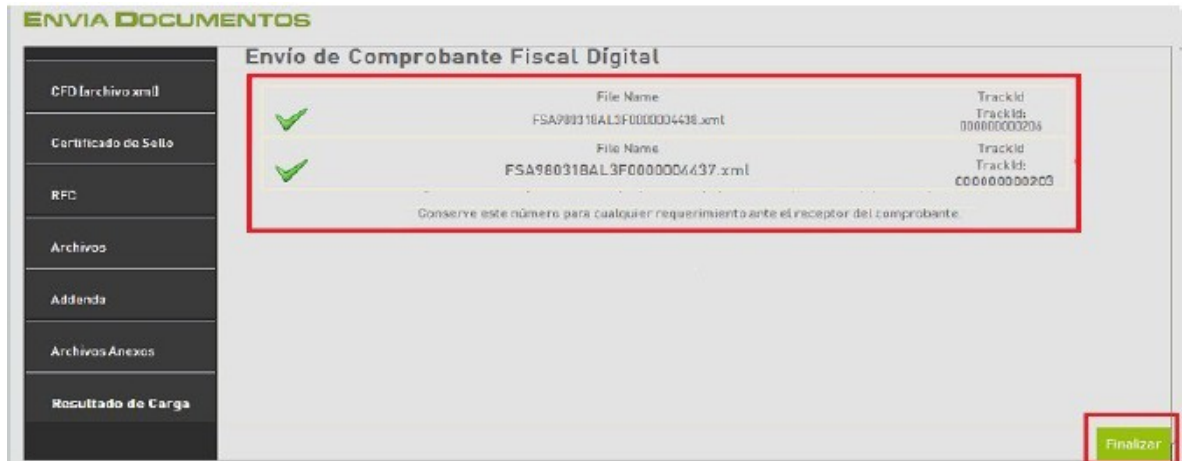 ENVIA DOCUMENTOS
Envío de Comprobante Fiscal Dígital
CFD (archivo xml)
Certificado de Sello
RFC
Archivos
Addenda
Archivos Anexos
Resultado de Carga
File Name TrackId
FSA980318AL3F0000004438.xml TrackId:
000000000206
File Name TrackId
FSA980318AL3F0000004437.xml TrackId:
000000000203
Conserve este número para cualquier requerimiento ante el receptor del comprobante.
Finalizar